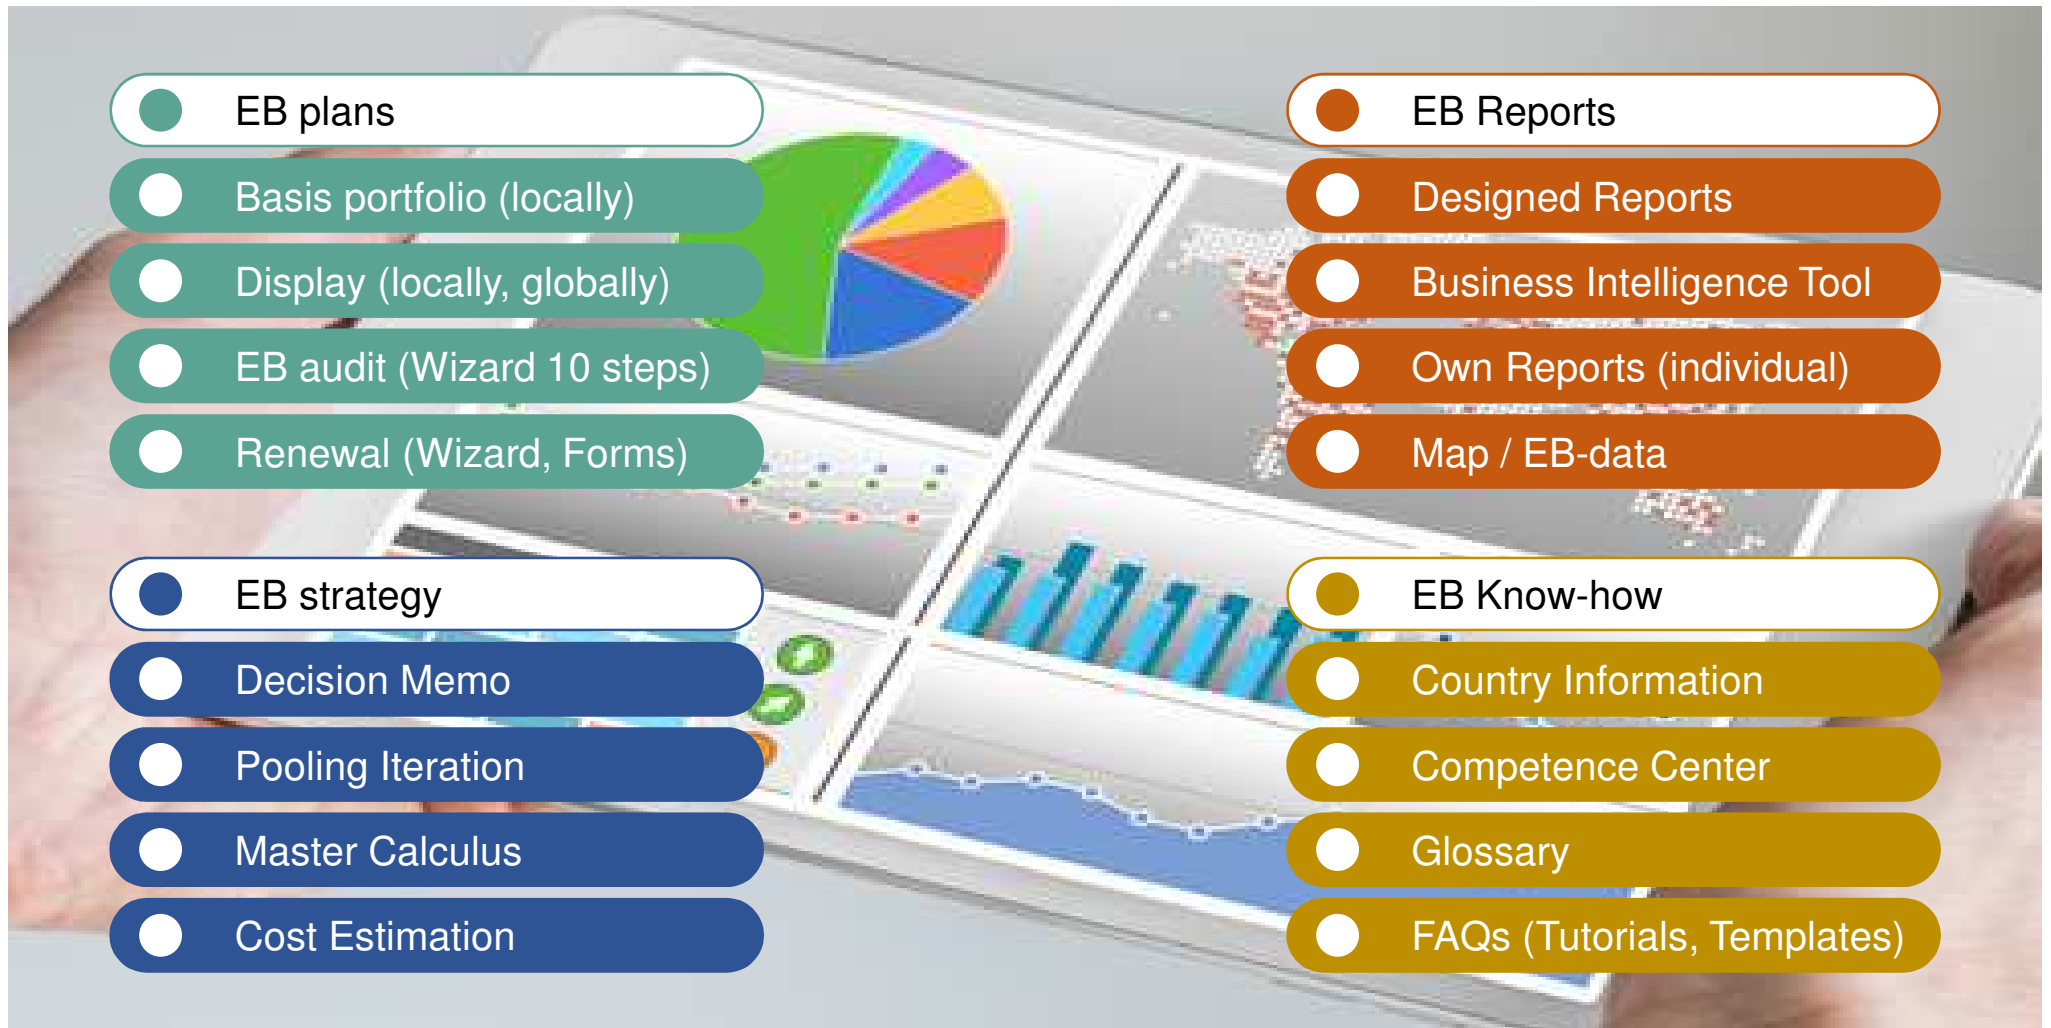 EB plans
Basis portfolio (locally)
Display (locally, globally)
EB audit (Wizard 10 steps)
Renewal (Wizard, Forms)
EB Reports
Designed Reports
Business Intelligence Tool
Own Reports (individual)
Map / EB-data
EB strategy
Decision Memo
Pooling Iteration
Master Calculus
Cost Estimation
EB Know-how
Country Information
Competence Center
Glossary
FAQs (Tutorials, Templates)